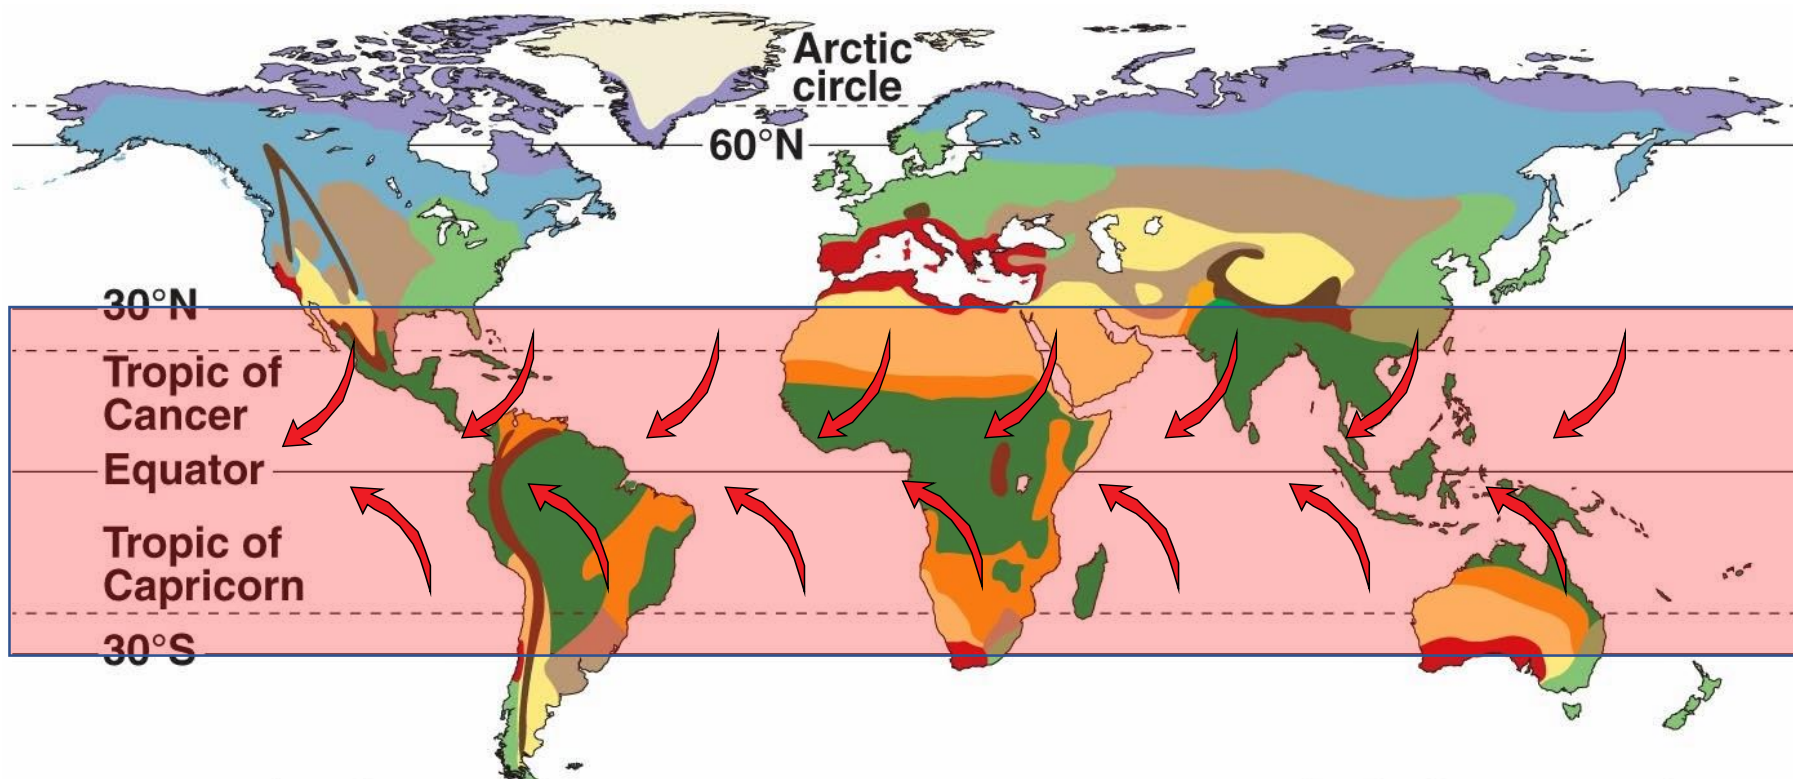 Arctic
circle
60°N
30°N
Tropic of
Cancer
Equator
Tropic of
Capricorn
30°S